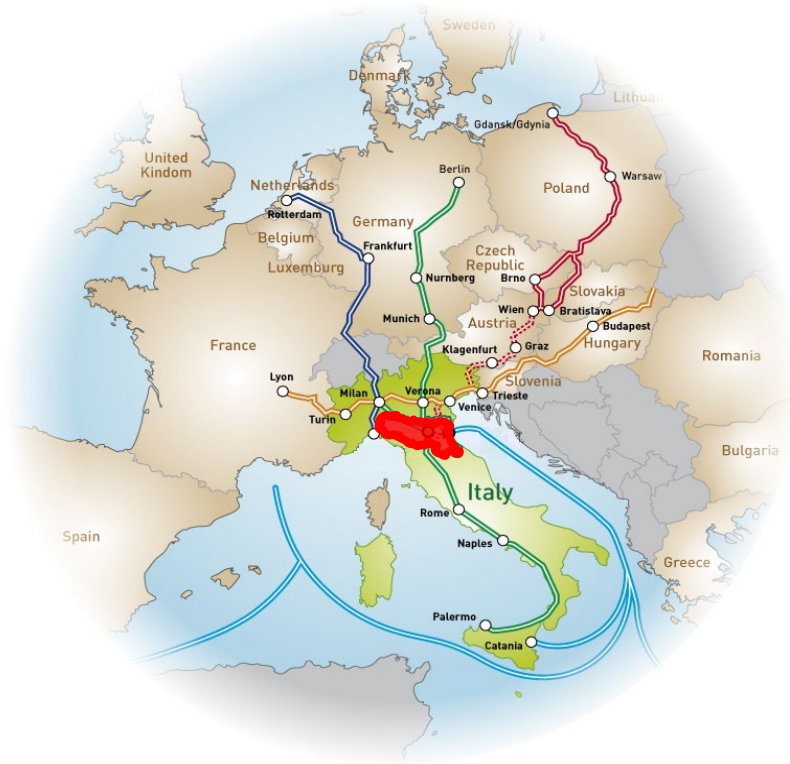 Sweden
Denmark
Gdansk/Gdynia
United
Kindom
Berlin
Warsaw
Netherlands
Poland
Rotterdam
Germany
Belgium
Frankfurt
Czech
Republic
Luxemburg
Nurnberg
Brno
Slovakia
Munich
Wien
Bratislava
Austria
Budapest
France
Klagenfurt
Graz
Hungary
Romania
Lyon
Slovenia
Milan
Verona
Trieste
Turin
Venice
Bulgaria
Italy
Rome
Spain
Naples
Greece
Palermo
Catania